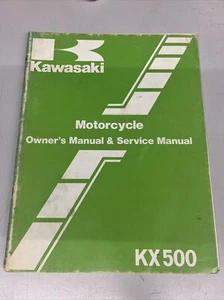 Kawasaki
Motorcycle
Owner's Manual & Service Manual
KX500